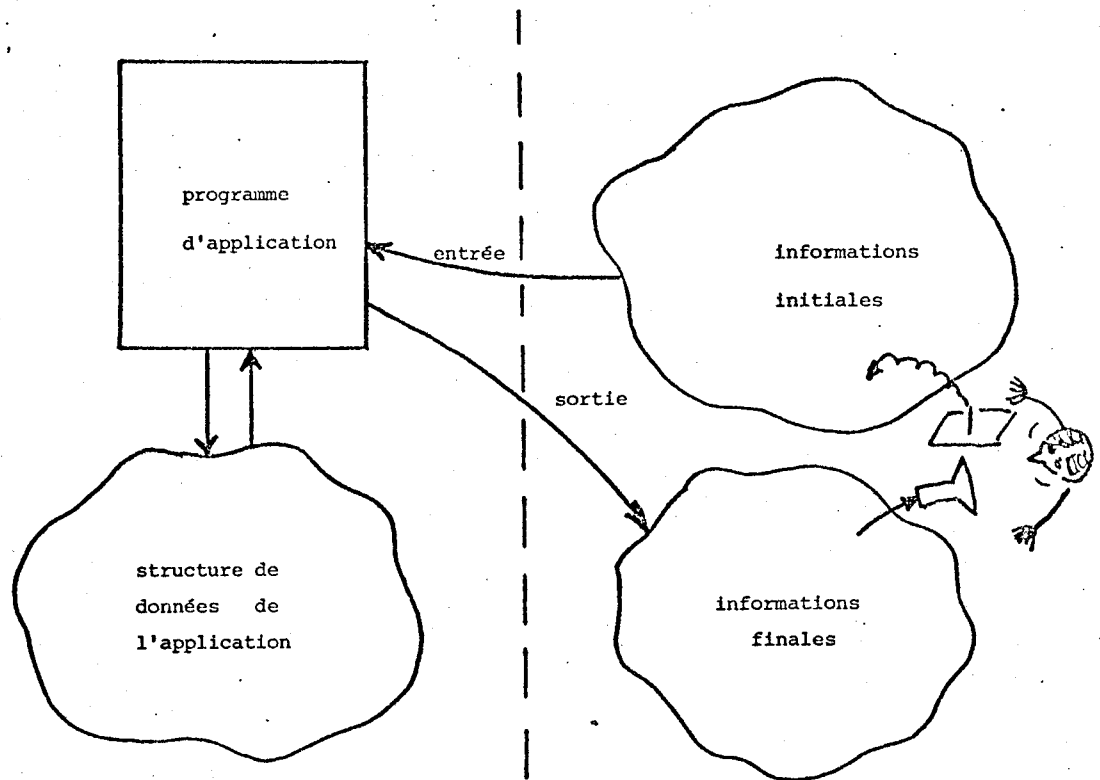 programme
d'application
entrée
informations
initiales
sortie
structure de
données de
l'application
informations
finales